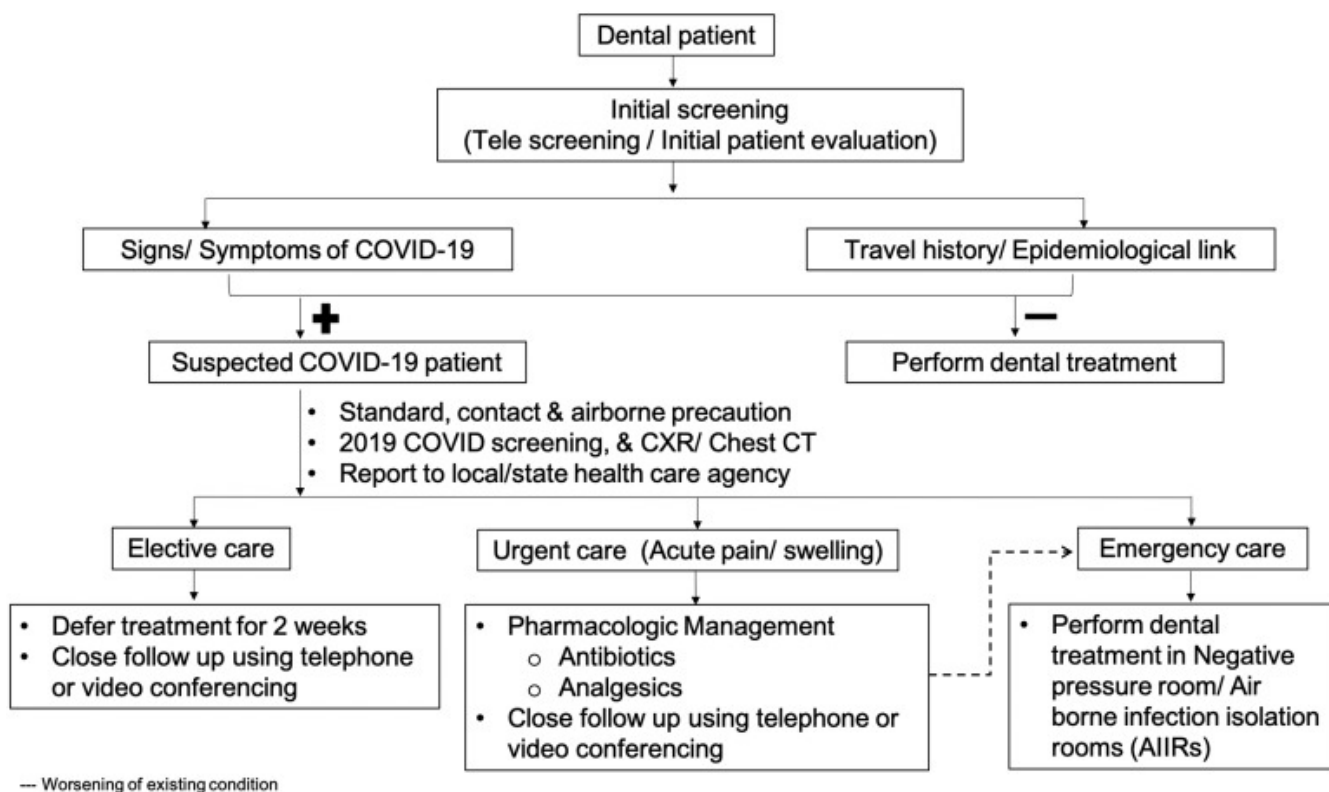 Dental patient
Initial screening
(Tele screening / Initial patient evaluation)
Signs/ Symptoms of COVID-19
Travel history/ Epidemiological link
+
−
Suspected COVID-19 patient
Perform dental treatment
• Standard, contact & airborne precaution
• 2019 COVID screening, & CXR/ Chest CT
• Report to local/state health care agency
Elective care
Urgent care (Acute pain/ swelling)
Emergency care
• Defer treatment for 2 weeks
• Close follow up using telephone
or video conferencing
• Pharmacologic Management
o Antibiotics
o Analgesics
• Close follow up using telephone or
video conferencing
• Perform dental
treatment in Negative
pressure room/ Air
borne infection isolation
rooms (AIIRs)
--- Worsening of existing condition